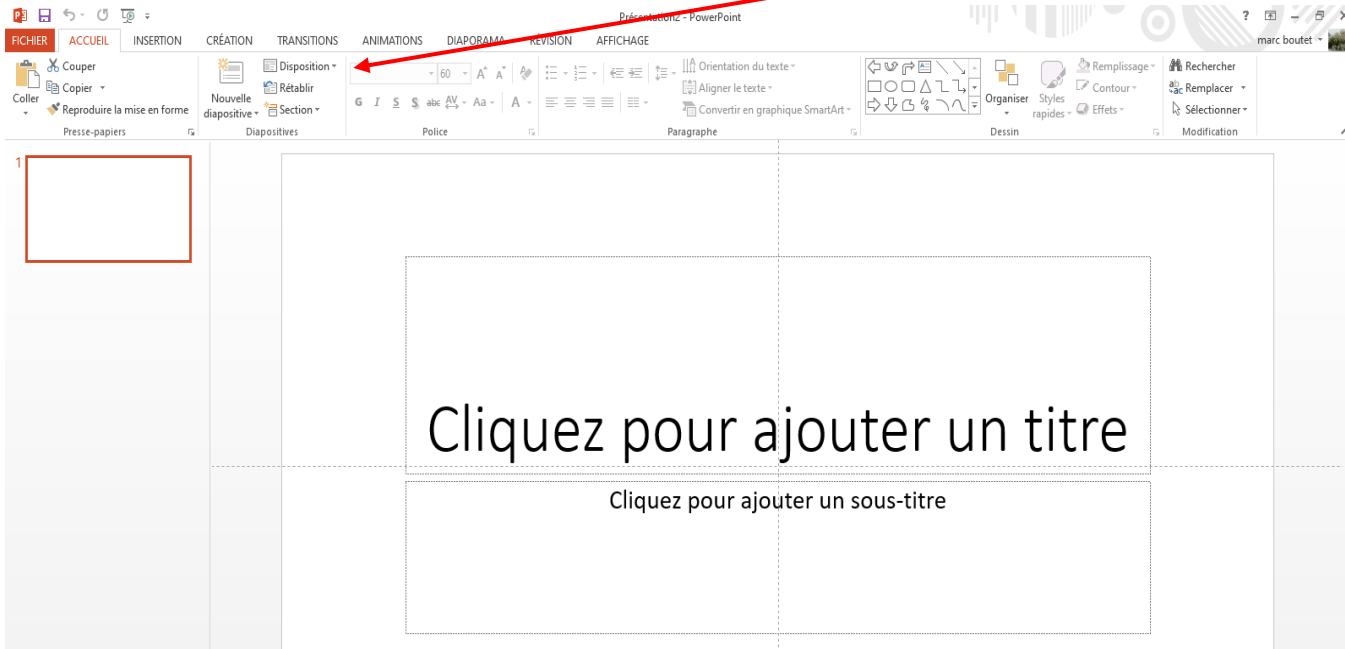 Présentation2 - PowerPoint
?
FICHIER ACCUEIL INSERTION CRÉATION TRANSITIONS ANIMATIONS DIAPORAMA RÉVISION AFFICHAGE
marc boutet
Coller
Couper
Copier
Reproduire la mise en forme
Presse-papiers
Nouvelle
diapositive
Disposition
Rétablir
Section
Diapositives
60 A A
G I S S abc AV Aa A
Police
Orientation du texte
Aligner le texte
Convertir en graphique SmartArt
Paragraphe
Organiser
Styles
rapides
Remplissage
Contour
Effets
Dessin
Rechercher
Remplacer
Sélectionner
Modification
1
Cliquez pour ajouter un titre
Cliquez pour ajouter un sous-titre